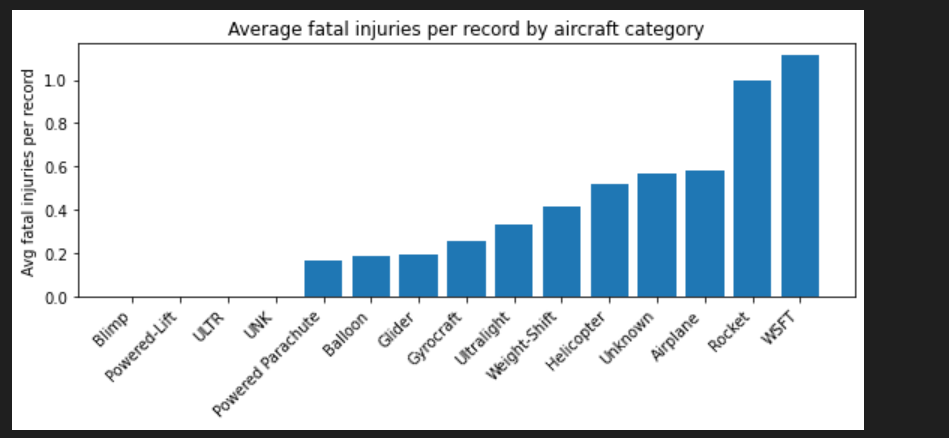 Average fatal injuries per record by aircraft category
Avg fatal injuries per record
1.0
0.8
0.6
0.4
0.2
0.0
Blimp
Powered-Lift
ULTR
UNK
Powered Parachute
Balloon
Glider
Gyrocraft
Ultralight
Weight-Shift
Helicopter
Unknown
Airplane
Rocket
WSFT